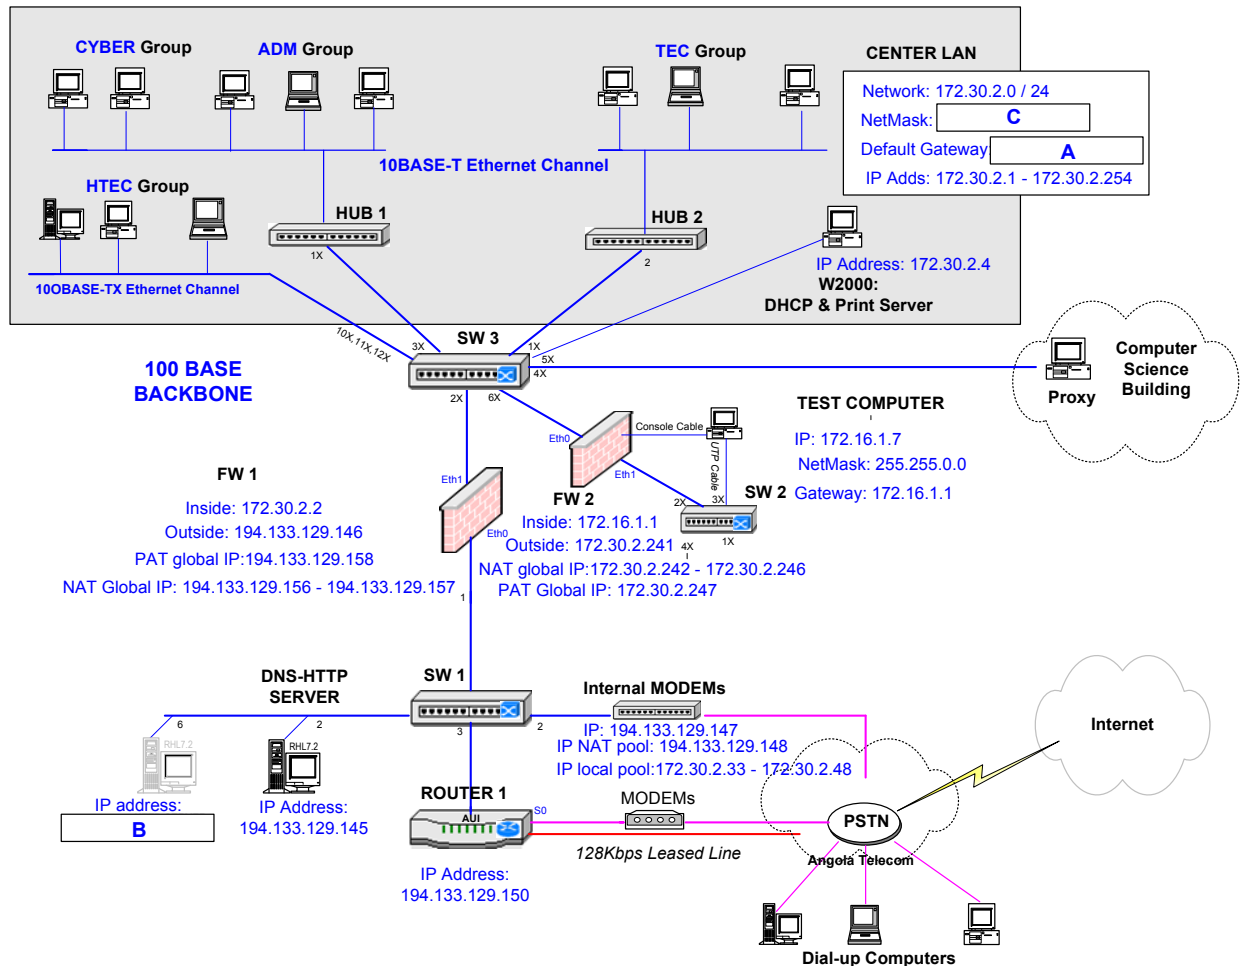 CYBER Group
ADM Group
TEC Group
CENTER LAN
Network: 172.30.2.0 / 24
NetMask:
C
Default Gateway:
A
IP Adds: 172.30.2.1 - 172.30.2.254
10BASE-T Ethernet Channel
HTEC Group
HUB 1
HUB 2
1X
2
IP Address: 172.30.2.4
W2000:
DHCP & Print Server
10OBASE-TX Ethernet Channel
10X,11X,12X
3X
SW 3
1X
5X
4X
2X
6X
100 BASE
BACKBONE
Computer
Science
Building
Proxy
TEST COMPUTER
IP: 172.16.1.7
NetMask: 255.255.0.0
Gateway: 172.16.1.1
Console Cable
UTP Cable
Eth0
Eth1
Eth1
Eth0
FW 1
Inside: 172.30.2.2
Outside: 194.133.129.146
PAT global IP:194.133.129.158
NAT Global IP: 194.133.129.156 - 194.133.129.157
1
FW 2
Inside: 172.16.1.1
Outside: 172.30.2.241
NAT global IP:172.30.2.242 - 172.30.2.246
PAT Global IP: 172.30.2.247
SW 2
2X
3X
4X
1X
DNS-HTTP
SERVER
SW 1
Internal MODEMs
6
2
3
2
RHL7.2
RHL7.2
IP: 194.133.129.147
IP NAT pool: 194.133.129.148
IP local pool:172.30.2.33 - 172.30.2.48
Internet
IP address:
B
IP Address:
194.133.129.145
ROUTER 1
AUI
S0
MODEMs
PSTN
Angola Telecom
128Kbps Leased Line
IP Address:
194.133.129.150
Dial-up Computers